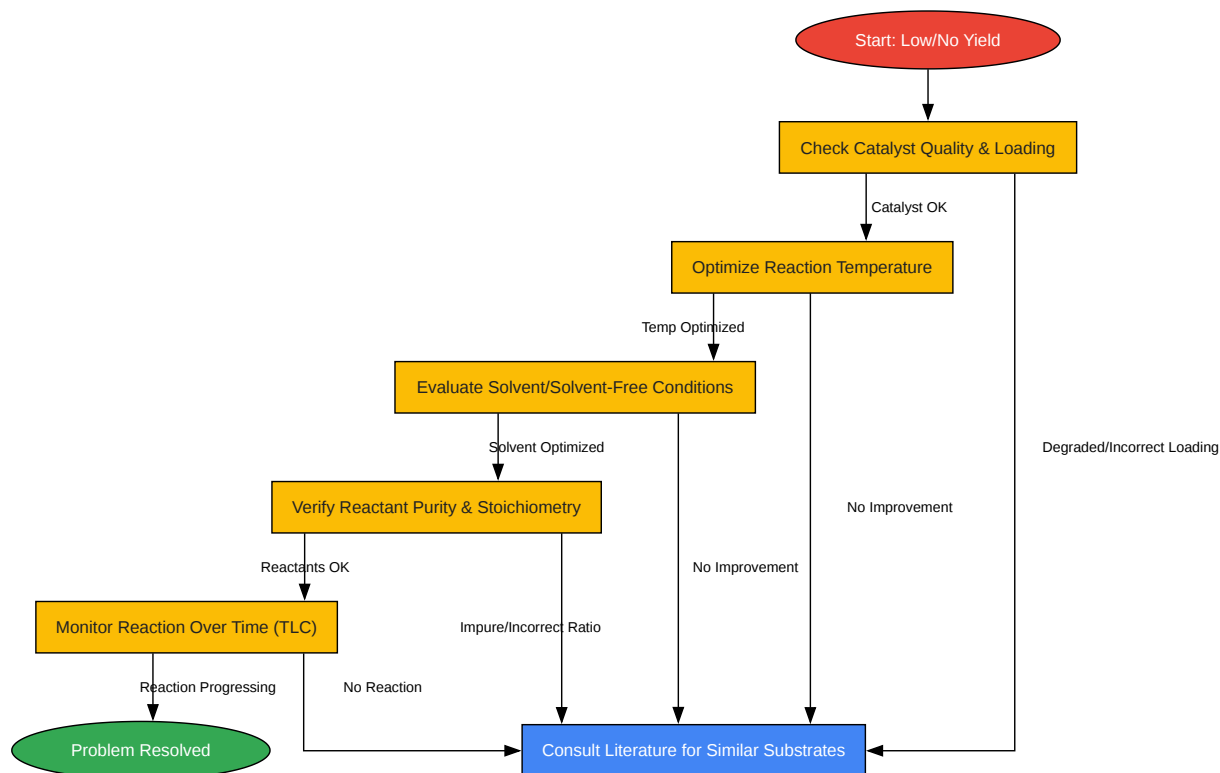 Start: Low/No Yield
Check Catalyst Quality & Loading
Catalyst OK
Optimize Reaction Temperature
Temp Optimized
Evaluate Solvent/Solvent-Free Conditions
Solvent Optimized
Degraded/Incorrect Loading
Verify Reactant Purity & Stoichiometry
No Improvement
Reactants OK
No Improvement
Monitor Reaction Over Time (TLC)
Impure/Incorrect Ratio
Reaction Progressing
No Reaction
Problem Resolved
Consult Literature for Similar Substrates